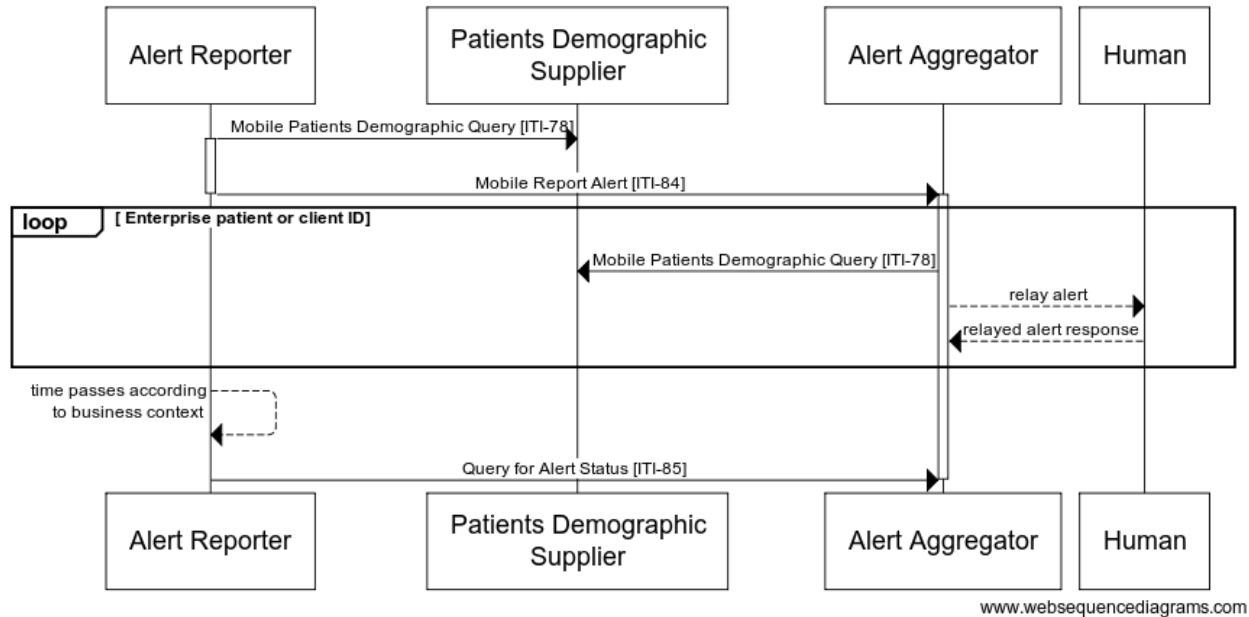 Alert Reporter
Patients Demographic
Supplier
Alert Aggregator
Human
Mobile Patients Demographic Query [ITI-78]
Mobile Report Alert [ITI-84]
loop
[ Enterprise patient or client ID]
Mobile Patients Demographic Query [ITI-78]
relay alert
relayed alert response
time passes according
to business context
Query for Alert Status [ITI-85]
Alert Reporter
Patients Demographic
Supplier
Alert Aggregator
Human
www.websequencediagrams.com